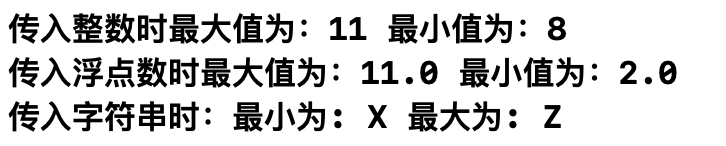 传入整数时最大值为：11 最小值为：8
传入浮点数时最大值为：11.0 最小值为：2.0
传入字符串时：最小为: X 最大为: Z